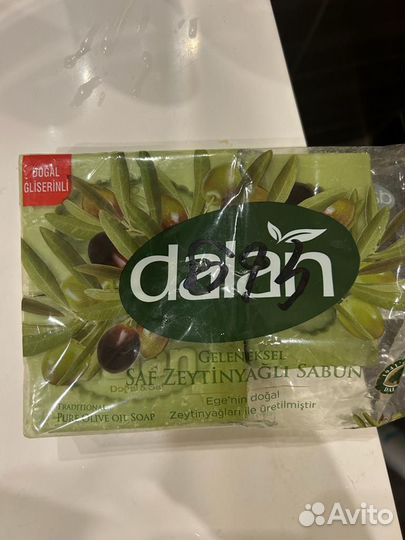 DOĞAL
GLİSERİNLİ
dalan
GELENEKSEL
SAF ZEYTİNYAĞLI SABUN
TRADITIONAL
PURE OLIVE OIL SOAP
Ege'nin doğal
Zeytinyağları ile üretilmiştir
Avito